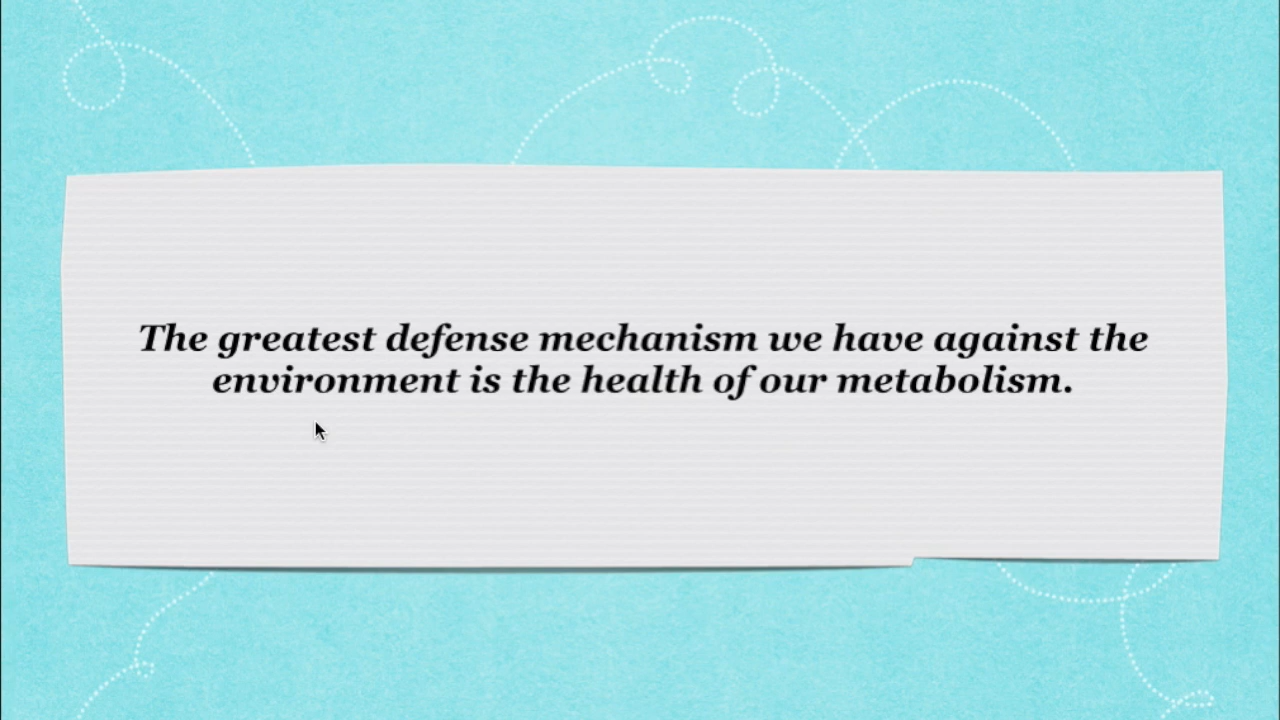 The greatest defense mechanism we have against the
environment is the health of our metabolism.